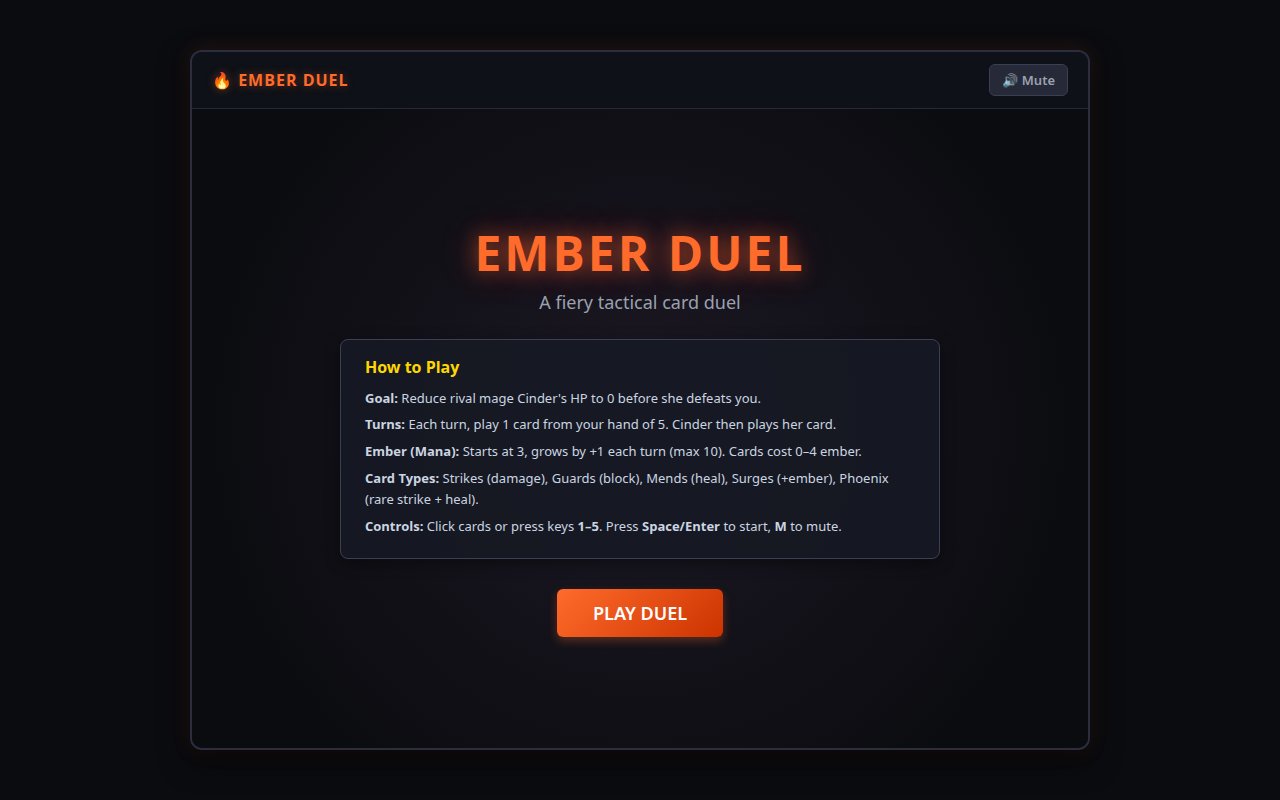 🔥 EMBER DUEL
🔊 Mute
EMBER DUEL
A fiery tactical card duel
How to Play
Goal: Reduce rival mage Cinder's HP to 0 before she defeats you.
Turns: Each turn, play 1 card from your hand of 5. Cinder then plays her card.
Ember (Mana): Starts at 3, grows by +1 each turn (max 10). Cards cost 0–4 ember.
Card Types: Strikes (damage), Guards (block), Mends (heal), Surges (+ember), Phoenix
(rare strike + heal).
Controls: Click cards or press keys 1–5. Press Space/Enter to start, M to mute.
PLAY DUEL